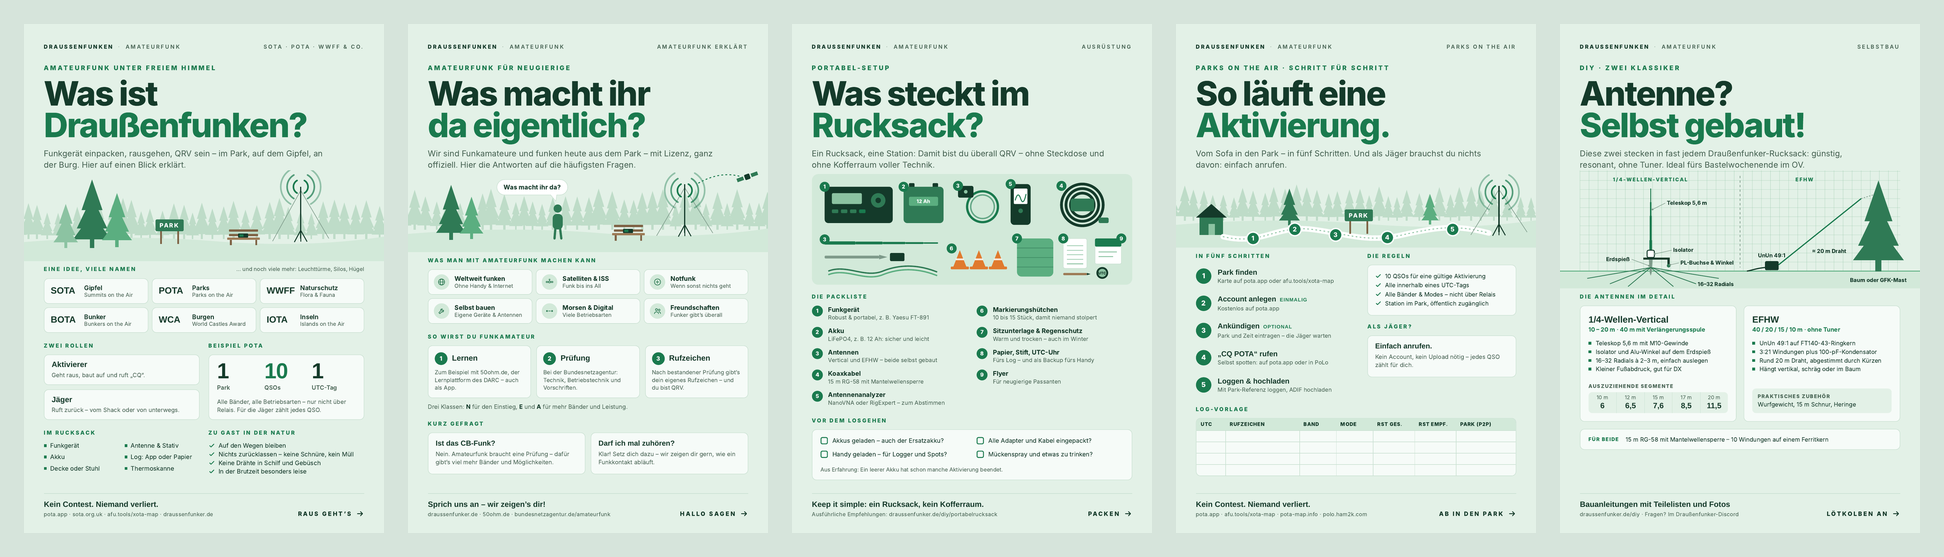 DRAUSSENFUNKEN · AMATEURFUNK
SOTA · POTA · WWFF & CO.
AMATEURFUNK UNTER FREIEM HIMMEL
Was ist
Draußenfunken?
Funkgerät einpacken, rausgehen, QRV sein – im Park, auf dem Gipfel, an
der Burg. Hier auf einen Blick erklärt.
PARK
EINE IDEE, VIELE NAMEN
... und noch viele mehr: Leuchttürme, Silos, Hügel
SOTA Gipfel
Summits on the Air
POTA Parks
Parks on the Air
WWFF Naturschutz
Flora & Fauna
BOTA Bunker
Bunkers on the Air
WCA Burgen
World Castles Award
IOTA Inseln
Islands on the Air
ZWEI ROLLEN
Aktivierer
Geht raus, baut auf und ruft „CQ“.
Jäger
Ruft zurück – vom Shack oder von unterwegs.
BEISPIEL POTA
1 10 1
Park QSOs UTC-Tag
Alle Bänder, alle Betriebsarten – nur nicht über
Relais. Für die Jäger zählt jedes QSO.
IM RUCKSACK
Funkgerät
Akku
Decke oder Stuhl
Antenne & Stativ
Log: App oder Papier
Thermoskanne
ZU GAST IN DER NATUR
Auf den Wegen bleiben
Nichts zurücklassen – keine Schnüre, kein Müll
Keine Drähte in Schilf und Gebüsch
In der Brutzeit besonders leise
Kein Contest. Niemand verliert.
pota.app · sota.org.uk · afu.tools/sota-map · draussenfunker.de
RAUS GEHT'S →
DRAUSSENFUNKEN · AMATEURFUNK
AMATEURFUNK ERKLÄRT
AMATEURFUNK FÜR NEUGIERIGE
Was macht ihr
da eigentlich?
Wir sind Funkamateure und funken heute aus dem Park – mit Lizenz, ganz
offiziell. Hier die Antworten auf die häufigsten Fragen.
Was macht ihr da?
WAS MAN MIT AMATEURFUNK MACHEN KANN
Weltweit funken
Ohne Handy & Internet
Satelliten & ISS
Funk bis ins All
Notfunk
Wenn sonst nichts geht
Selbst bauen
Eigene Geräte & Antennen
Morsen & Digital
Viele Betriebsarten
Freundschaften
Funker gibt's überall
SO WIRST DU FUNKAMATEUR
1 Lernen
Zum Beispiel mit 50ohm.de, der
Lernplattform des DARC – auch
als App.
2 Prüfung
Bei der Bundesnetzagentur:
Technik, Betriebstechnik und
Vorschriften.
3 Rufzeichen
Nach bestandener Prüfung gibt's
dein eigenes Rufzeichen – und
du bist QRV.
Drei Klassen: N für den Einstieg, E und A für mehr Bänder und Leistung.
KURZ GEFRAGT
Ist das CB-Funk?
Nein. Amateurfunk braucht eine Prüfung – dafür
gibt's viel mehr Bänder und Möglichkeiten.
Darf ich mal zuhören?
Klar! Setz dich dazu – wir zeigen dir gern, wie ein
Funkkontakt abläuft.
Sprich uns an – wir zeigen's dir!
draussenfunker.de · 50ohm.de · bundesnetzagentur.de/amateurfunk
HALLO SAGEN →
DRAUSSENFUNKEN · AMATEURFUNK
AUSRÜSTUNG
PORTABEL-SETUP
Was steckt im
Rucksack?
Ein Rucksack, eine Station: Damit bist du überall QRV – ohne Steckdose und
ohne Kofferraum voller Technik.
1 2 3 5 4
12 Ah
3 6 7 8 9
DIE PACKLISTE
1 Funkgerät
Robust & portabel, z. B. Yaesu FT-891
2 Akku
LiFePO4, z. B. 12 Ah: sicher und leicht
3 Antennen
Vertical und EFHW – beide selbst gebaut
4 Koaxkabel
15 m RG-58 mit Mantelwellensperre
5 Antennenanalyzer
NanoVNA oder RigExpert – zum Abstimmen
6 Markierungshütchen
10 bis 15 Stück, damit niemand stolpert
7 Sitzunterlage & Regenschutz
Warm und trocken – auch im Winter
8 Papier, Stift, UTC-Uhr
Fürs Log – und als Backup fürs Handy
9 Flyer
Für neugierige Passanten
VOR DEM LOSGEHEN
Akkus geladen – auch der Ersatzakku?
Handy geladen – für Logger und Spots?
Alle Adapter und Kabel eingepackt?
Mückenspray und etwas zu trinken?
Aus Erfahrung: Ein leerer Akku hat schon manche Aktivierung beendet.
Keep it simple: ein Rucksack, kein Kofferraum.
Ausführliche Empfehlungen: draussenfunker.de/diy/portabelrucksack
PACKEN →
DRAUSSENFUNKEN · AMATEURFUNK
PARKS ON THE AIR
PARKS ON THE AIR · SCHRITT FÜR SCHRITT
So läuft eine
Aktivierung.
Vom Sofa in den Park – in fünf Schritten. Und als Jäger brauchst du nichts
davon: einfach anrufen.
PARK
1 2 3 4 5
IN FÜNF SCHRITTEN
1 Park finden
Karte auf pota.app oder afu.tools/sota-map
2 Account anlegen EINMALIG
Kostenlos auf pota.app
3 Ankündigen OPTIONAL
Park und Zeit eintragen – die Jäger warten
4 „CQ POTA“ rufen
Selbst spotten: auf pota.app oder in PoLo
5 Loggen & hochladen
Mit Park-Referenz loggen, ADIF hochladen
DIE REGELN
10 QSOs für eine gültige Aktivierung
Alle innerhalb eines UTC-Tags
Alle Bänder & Modes – nicht über Relais
Station im Park, öffentlich zugänglich
ALS JÄGER?
Einfach anrufen.
Kein Account, kein Upload nötig – jedes QSO
zählt für dich.
LOG-VORLAGE
UTC RUFZEICHEN BAND MODE RST GES. RST EMPF. PARK (P2P)
Kein Contest. Niemand verliert.
pota.app · afu.tools/sota-map · pota-map.info · polo.ham2k.com
AB IN DEN PARK →
DRAUSSENFUNKEN · AMATEURFUNK
SELBSTBAU
DIY · ZWEI KLASSIKER
Antenne?
Selbst gebaut!
Diese zwei stecken in fast jedem Draußenfunker-Rucksack: günstig,
resonant, ohne Tuner. Ideal fürs Bastelwochenende im OV.
1/4-WELLEN-VERTICAL
EFHW
Teleskop 5,6 m
Isolator
Erdspieß
PL-Buchse & Winkel
16–32 Radials
UnUn 49:1
≈ 20 m Draht
Baum oder GFK-Mast
DIE ANTENNEN IM DETAIL
1/4-Wellen-Vertical
10 – 20 m · 40 m mit Verlängerungsspule
Teleskop 5,6 m mit M10-Gewinde
Isolator und Alu-Winkel auf dem Erdspieß
16–32 Radials à 2–3 m, einfach auslegen
Kleiner Fußabdruck, gut für DX
AUSZUZIEHENDE SEGMENTE
10 m 12 m 15 m 17 m 20 m
6 6,5 7,6 8,5 11,5
EFHW
40 / 20 / 15 / 10 m · ohne Tuner
UnUn 49:1 auf FT140-43-Ringkern
3:21 Windungen plus 100-pF-Kondensator
Rund 20 m Draht, abgestimmt durch Kürzen
Hängt vertikal, schräg oder im Baum
PRAKTISCHES ZUBEHÖR
Wurfgewicht, 15 m Schnur, Heringe
FÜR BEIDE 15 m RG-58 mit Mantelwellensperre – 10 Windungen auf einem Ferritkern
Bauanleitungen mit Teilelisten und Fotos
draussenfunker.de/diy · Fragen? Im Draußenfunker-Discord
LÖTKOLBEN AN →